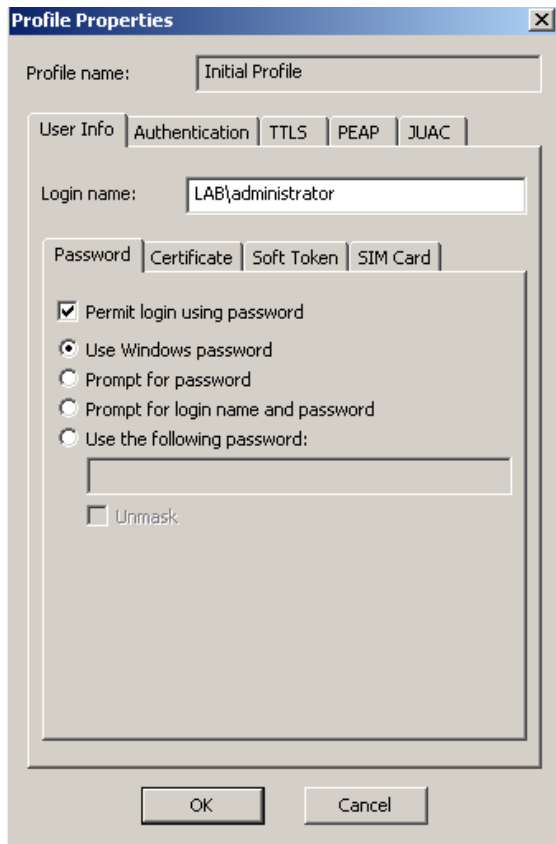 Profile Properties
Profile name: Initial Profile
User Info Authentication TTLS PEAP JUAC
Login name: LAB\administrator
Password Certificate Soft Token SIM Card
Permit login using password
Use Windows password
Prompt for password
Prompt for login name and password
Use the following password:
Unmask
OK Cancel